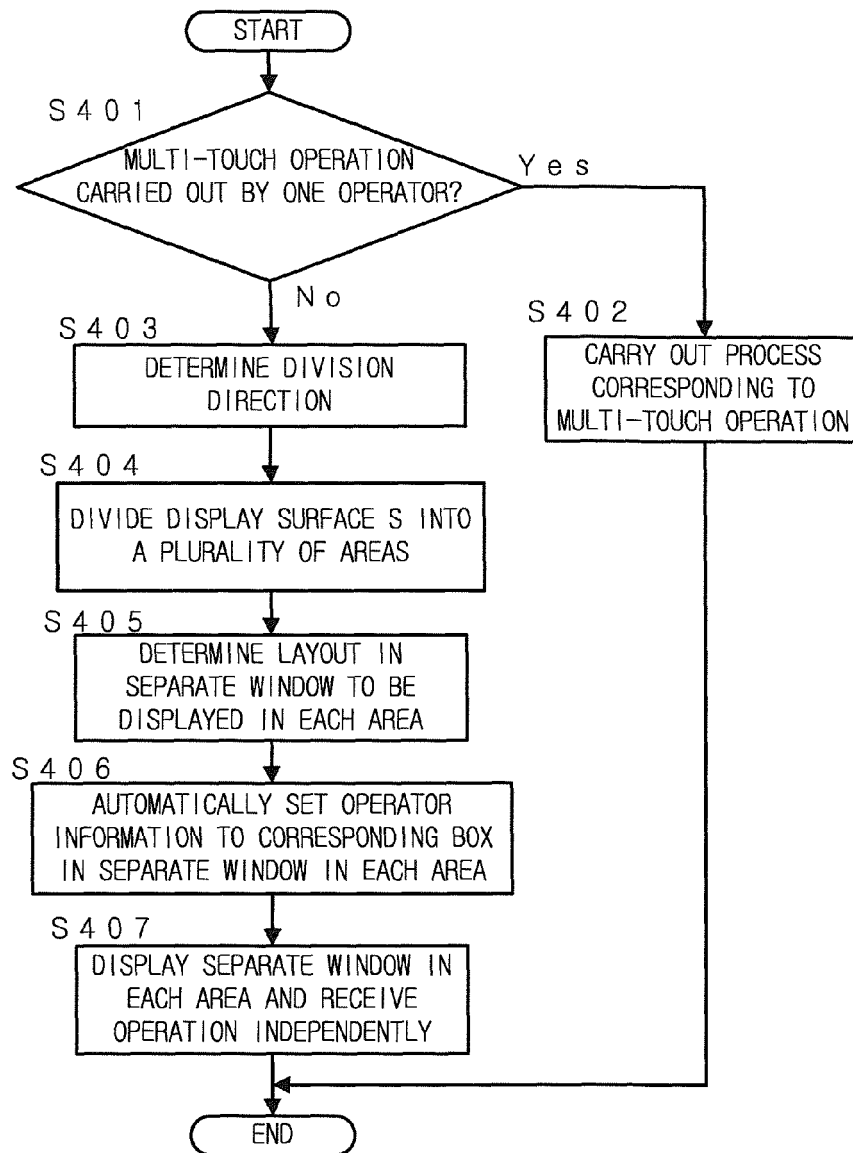 START
S401
MULTI-TOUCH OPERATION
CARRIED OUT BY ONE OPERATOR?
Yes
No
S402
CARRY OUT PROCESS
CORRESPONDING TO
MULTI-TOUCH OPERATION
S403
DETERMINE DIVISION
DIRECTION
S404
DIVIDE DISPLAY SURFACE S INTO
A PLURALITY OF AREAS
S405
DETERMINE LAYOUT IN
SEPARATE WINDOW TO BE
DISPLAYED IN EACH AREA
S406
AUTOMATICALLY SET OPERATOR
INFORMATION TO CORRESPONDING BOX
IN SEPARATE WINDOW IN EACH AREA
S407
DISPLAY SEPARATE WINDOW IN
EACH AREA AND RECEIVE
OPERATION INDEPENDENTLY
END